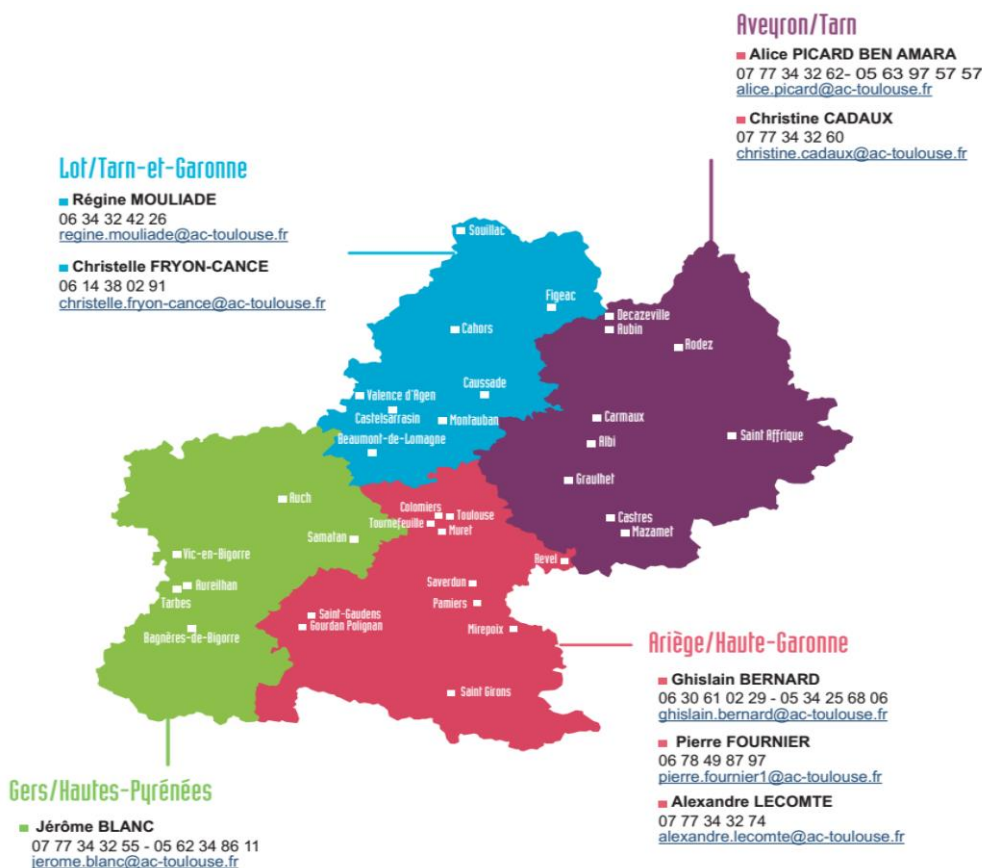 Aveyron/Tarn
Alice PICARD BEN AMARA
07 77 34 32 62- 05 63 97 57 57
alice.picard@ac-toulouse.fr
Christine CADAUX
07 77 34 32 60
christine.cadaux@ac-toulouse.fr
Lot/Tarn-et-Garonne
Régine MOULIADE
06 34 32 42 26
regine.mouliade@ac-toulouse.fr
Christelle FRYON-CANCE
06 14 38 02 91
christelle.fryon-cance@ac-toulouse.fr
Souillac
Figeac
Cahors
Caussade
Valence d'Agen
Castelsarrasin
Montauban
Beaumont-de-Lomagne
Decazeville
Aubin
Rodez
Carmaux
Albi
Saint Affrique
Graulhet
Castres
Mazamet
Auch
Samatan
Vic-en-Bigorre
Aureilhan
Tarbes
Bagnères-de-Bigorre
Colomiers
Toulouse
Tournefeuille
Muret
Revel
Saverdun
Pamiers
Saint-Gaudens
Gourdan Polignan
Mirepoix
Saint Girons
Ariège/Haute-Garonne
Ghislain BERNARD
06 30 61 02 29 - 05 34 25 68 06
ghislain.bernard@ac-toulouse.fr
Pierre FOURNIER
06 78 49 87 97
pierre.fournier1@ac-toulouse.fr
Alexandre LECOMTE
07 77 34 32 74
alexandre.lecomte@ac-toulouse.fr
Gers/Hautes-Pyrénées
Jérôme BLANC
07 77 34 32 55 - 05 62 34 86 11
jerome.blanc@ac-toulouse.fr